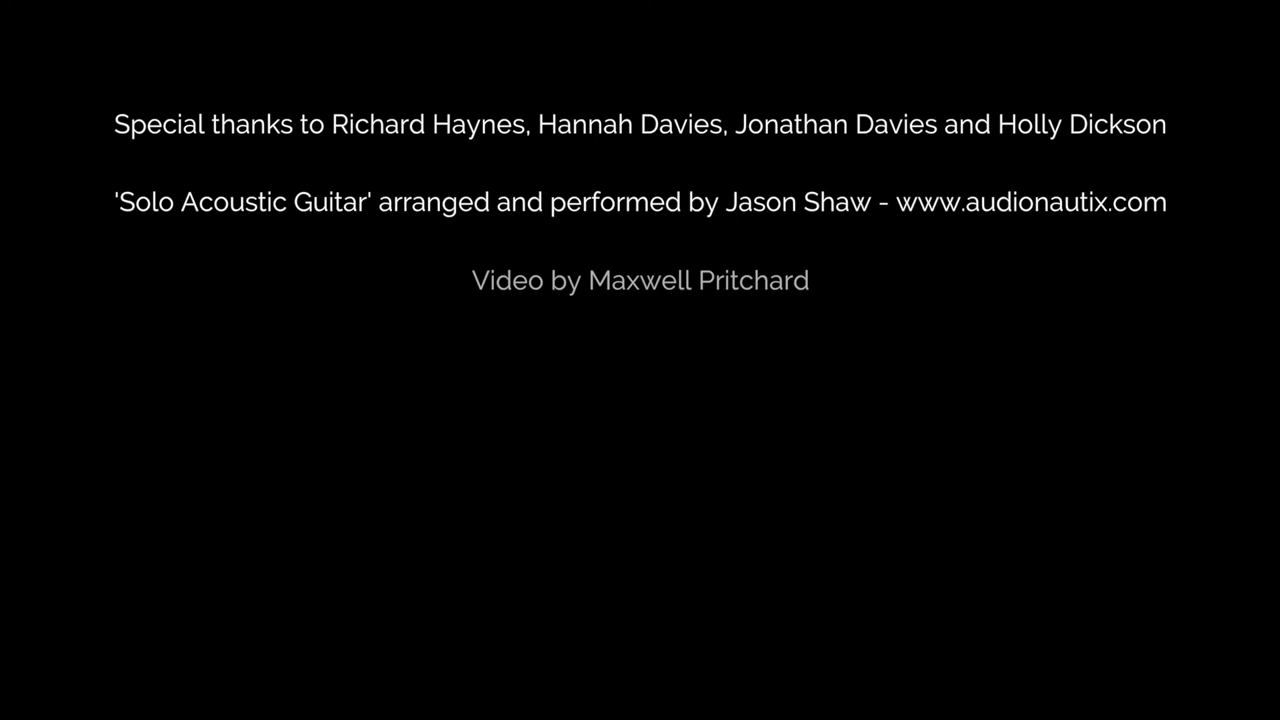 Special thanks to Richard Haynes, Hannah Davies, Jonathan Davies and Holly Dickson
'Solo Acoustic Guitar' arranged and performed by Jason Shaw - www.audionautix.com
Video by Maxwell Pritchard